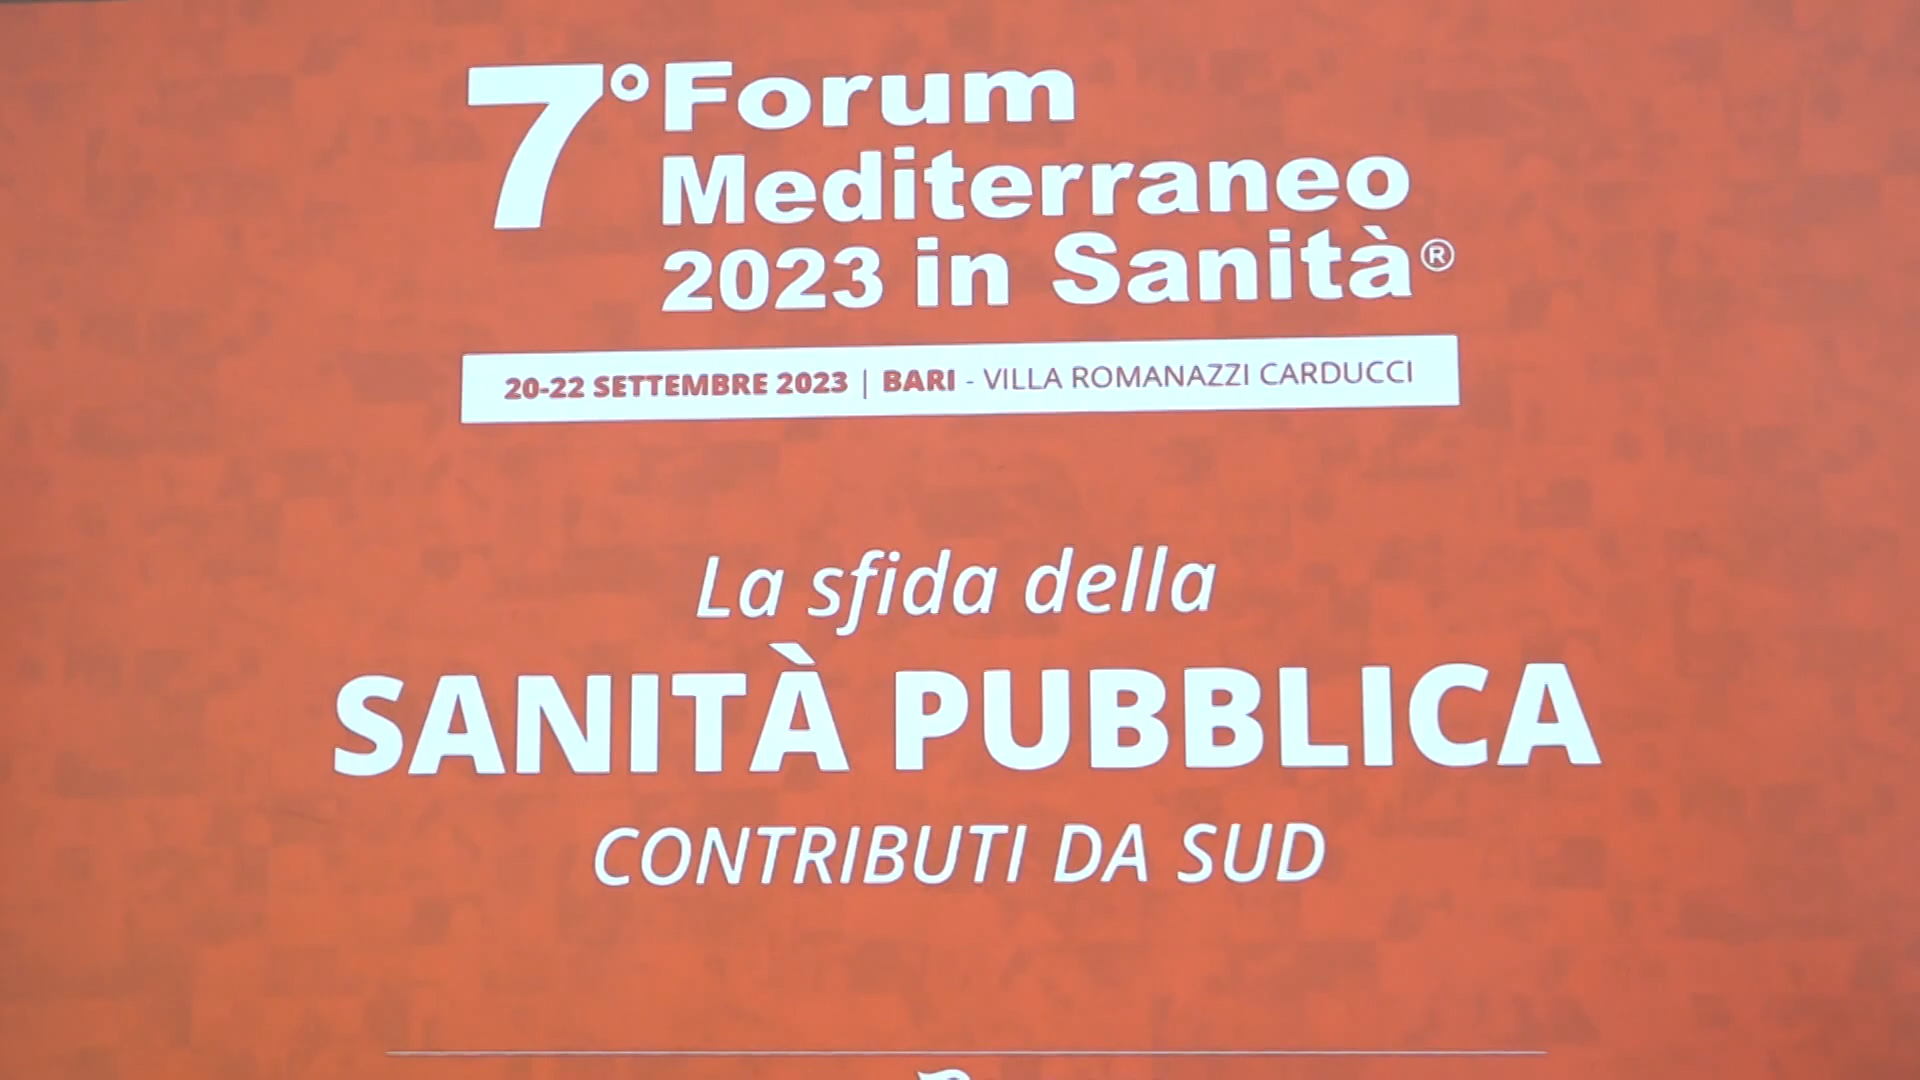 7° Forum
Mediterraneo
2023 in Sanità®
20-22 SETTEMBRE 2023 | BARI - VILLA ROMANAZZI CARDUCCI
La sfida della
SANITÀ PUBBLICA
CONTRIBUTI DA SUD